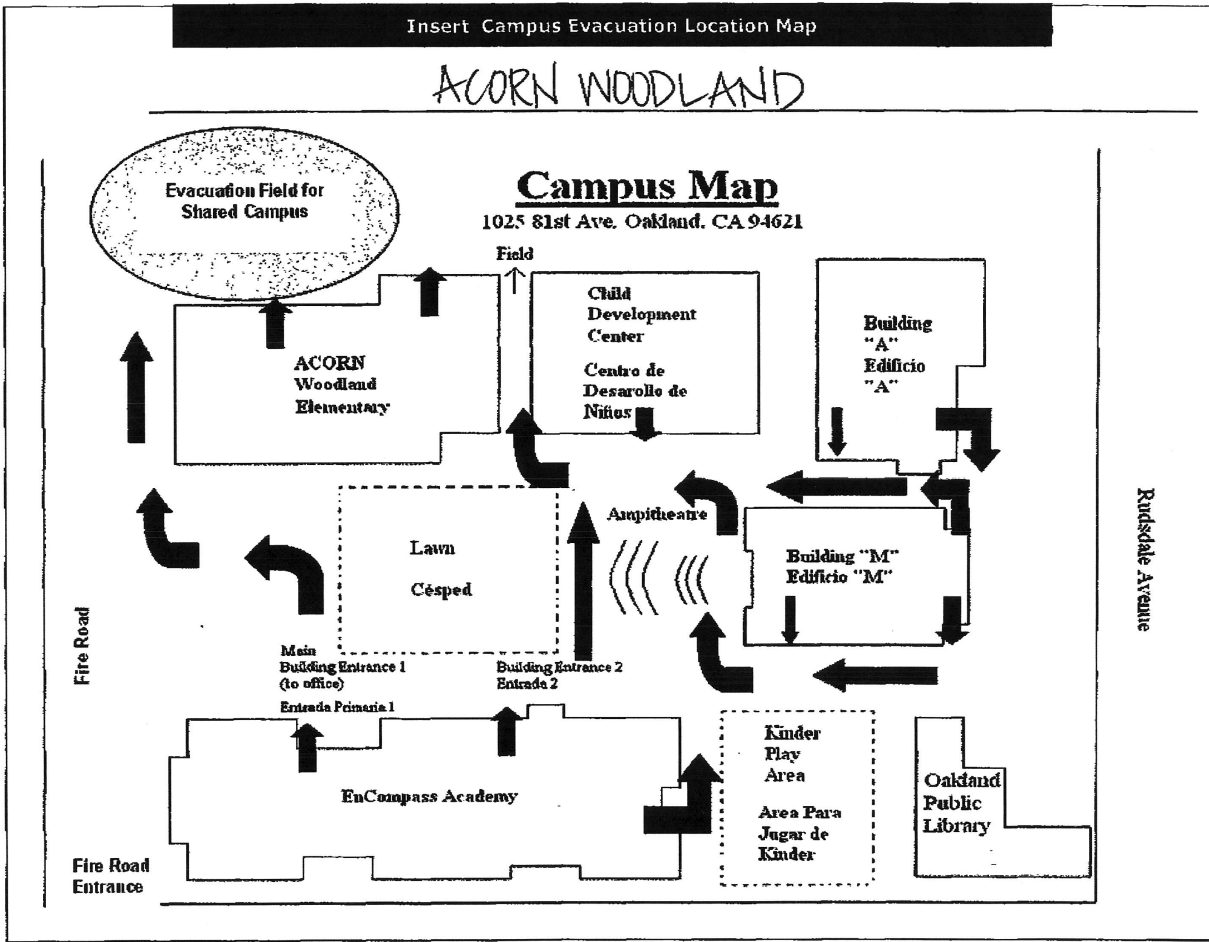 Insert Campus Evacuation Location Map
ACORN WOODLAND
Evacuation Field for
Shared Campus
Campus Map
1025 81st Ave. Oakland. CA 94621
Field
Child
Development
Center
Centro de
Desarollo de
Niños
Building
"A"
Edificio
"A"
ACORN
Woodland
Elementary
Lawn
Césped
Ampitheatre
Building "M"
Edificio "M"
Rudsdale Avenue
Fire Road
Main
Building Entrance 1
(to office)
Entrada Primaria 1
Building Entrance 2
Entrada 2
EnCompass Academy
Kinder
Play
Area
Area Para
Jugar de
Kinder
Oakland
Public
Library
Fire Road
Entrance